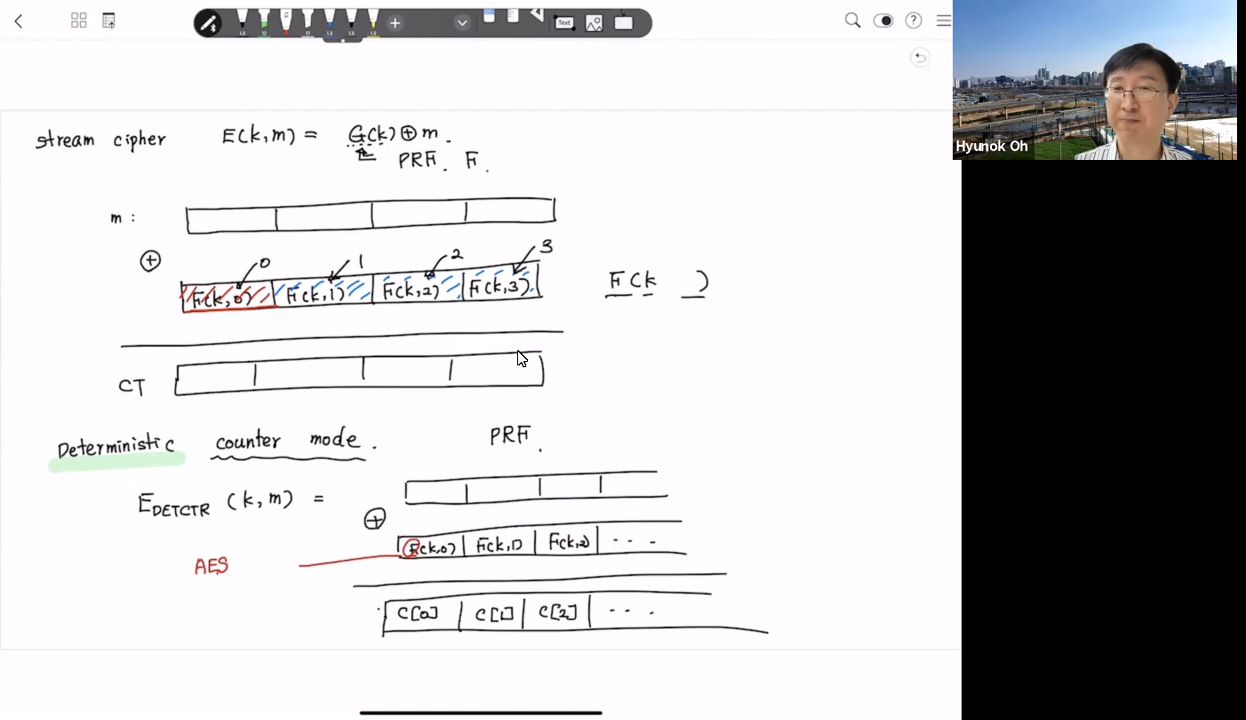 Text
Hyunok Oh
stream cipher E(k,m) = G(k) ⊕ m .
PRF . F .
m :
0 1 2 3
⊕
F(k,0) F(k,1) F(k,2) F(k,3)
F(k )
CT
Deterministic counter mode . PRF .
E_DETCTR (k,m) =
⊕
F(k,0) F(k,1) F(k,2) · · ·
AES
C[0] C[1] C[2] · · ·